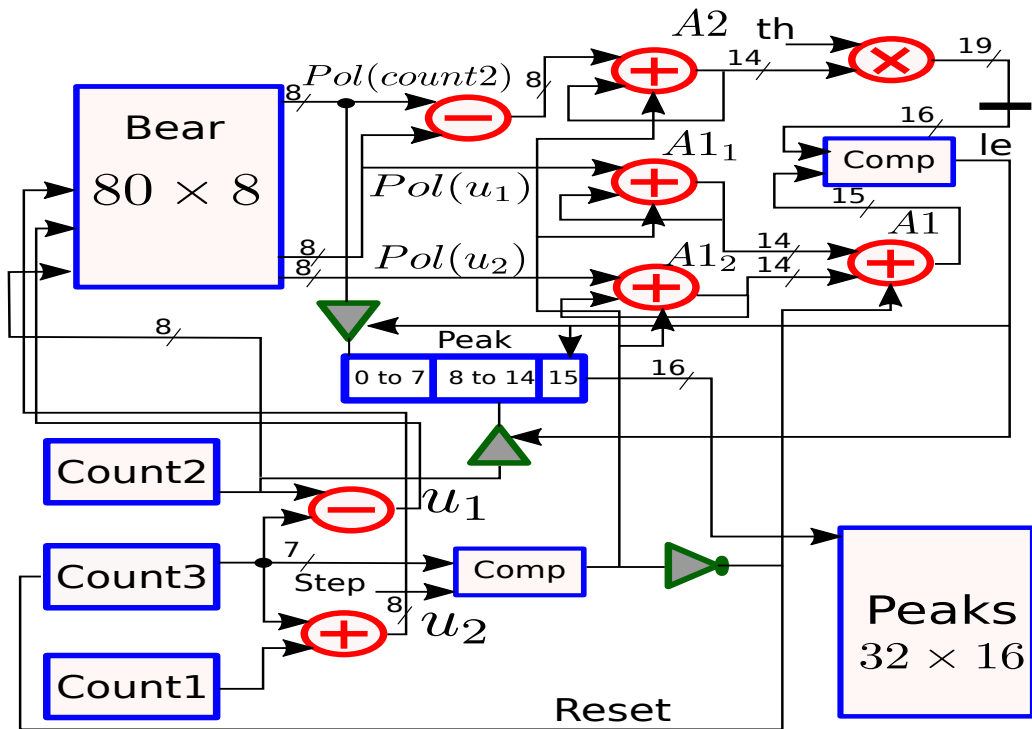 A2
th
14
19
Pol(count2)
8
8
Bear
80 × 8
16
le
Comp
A1₁
Pol(u₁)
15
A1
8
8
Pol(u₂)
A1₂
14
14
8
Peak
0 to 7
8 to 14
15
16
Count2
u₁
Count3
7
Step
Comp
8
u₂
Peaks
32 × 16
Count1
Reset